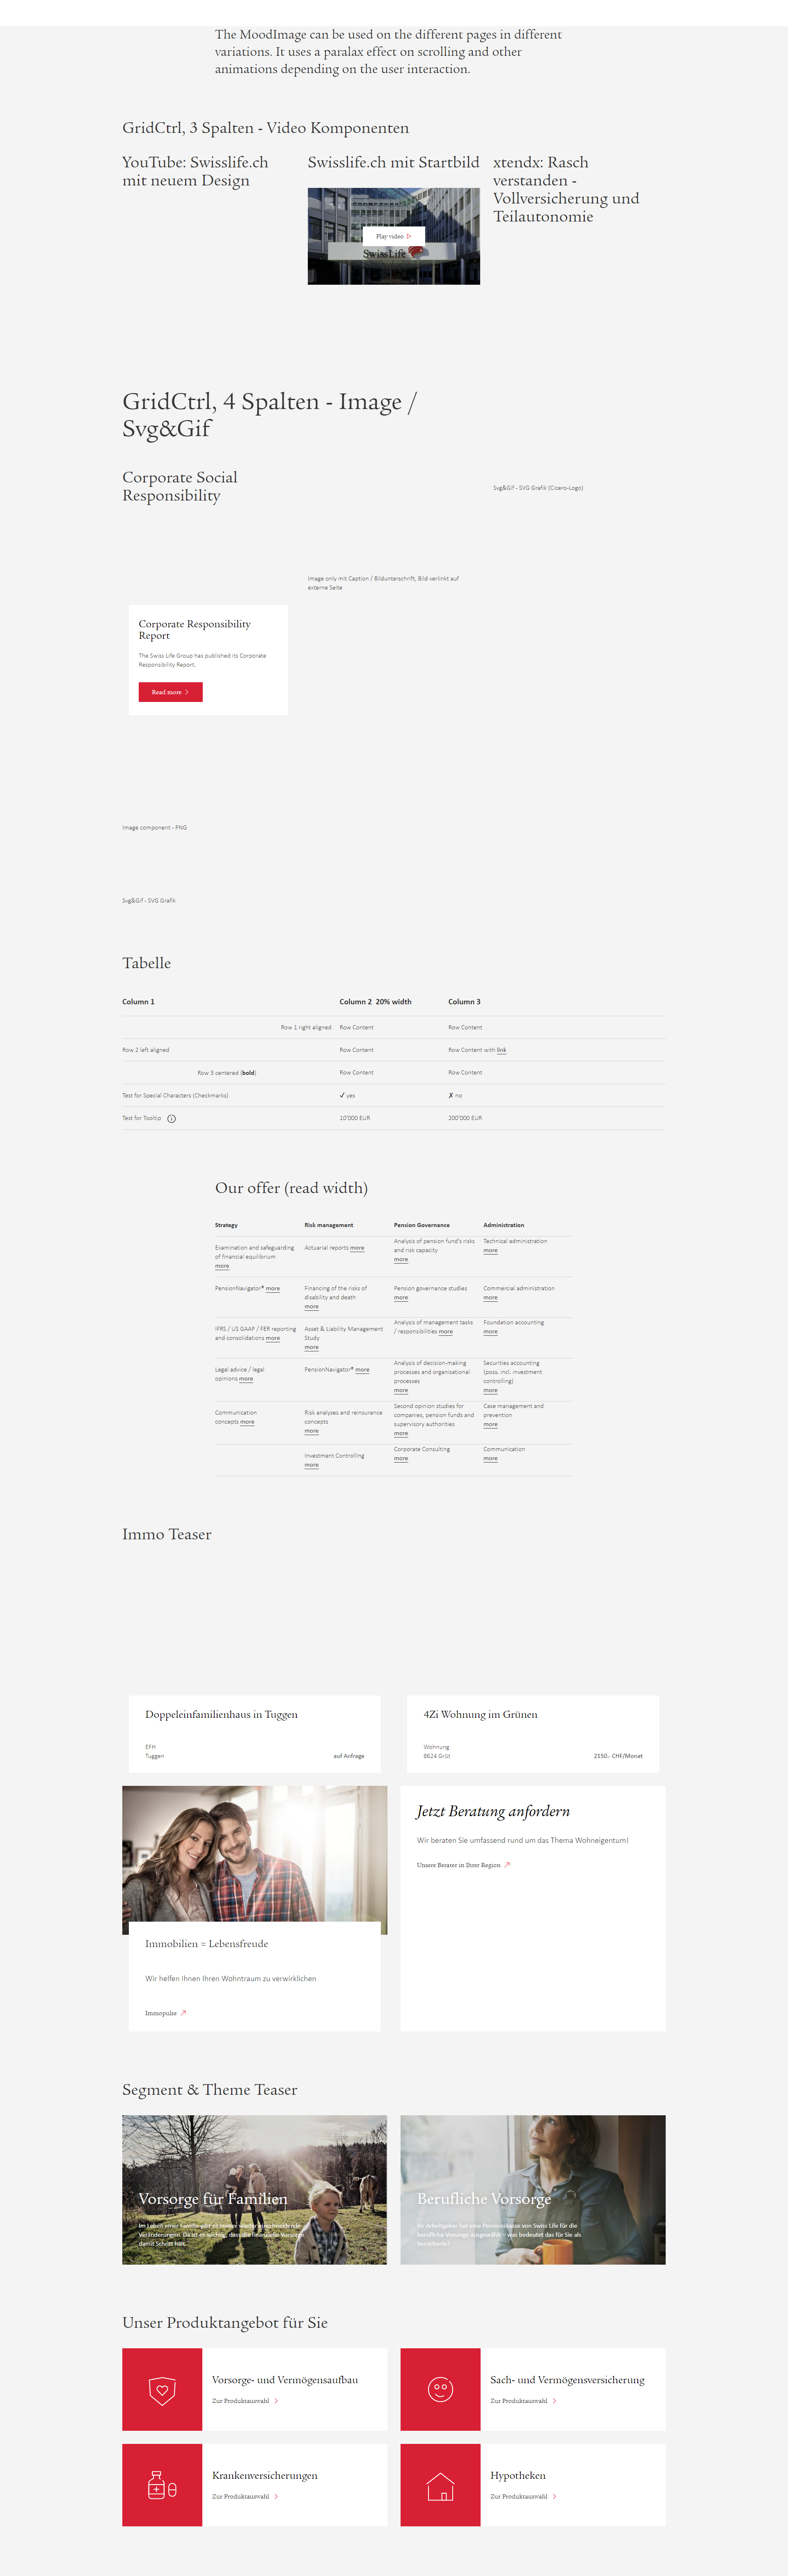 The MoodImage can be used on the different pages in different
variations. It uses a paralax effect on scrolling and other
animations depending on the user interaction.
GridCtrl, 3 Spalten - Video Komponenten
YouTube: Swisslife.ch
mit neuem Design
Swisslife.ch mit Startbild
Play video
SwissLife
xtendx: Rasch
verstanden -
Vollversicherung und
Teilautonomie
GridCtrl, 4 Spalten - Image /
Svg&Gif
Corporate Social
Responsibility
Svg&Gif - SVG Grafik (Cicero-Logo)
Image only mit Caption / Bildunterschrift, Bild verlinkt auf
externe Seite
Corporate Responsibility
Report
The Swiss Life Group has published its Corporate
Responsibility Report.
Read more
Image component - PNG
Svg&Gif - SVG Grafik
Tabelle
Column 1 Column 2 20% width Column 3
Row 1 right aligned Row Content Row Content
Row 2 left aligned Row Content Row Content with link
Row 3 centered (bold) Row Content Row Content
Test for Special Characters (Checkmarks) ✓ yes ✗ no
Test for Tooltip 10'000 EUR 200'000 EUR
Our offer (read width)
Strategy Risk management Pension Governance Administration
Examination and safeguarding
of financial equilibrium
more
Actuarial reports more
Analysis of pension fund's risks
and risk capacity
more
Technical administration
more
PensionNavigator® more
Financing of the risks of
disability and death
more
Pension governance studies
more
Commercial administration
more
IFRS / US GAAP / FER reporting
and consolidations more
Asset & Liability Management
Study
more
Analysis of management tasks
/ responsibilities more
Foundation accounting
more
Legal advice / legal
opinions more
PensionNavigator® more
Analysis of decision-making
processes and organisational
processes
more
Securities accounting
(poss. incl. investment
controlling)
more
Communication
concepts more
Risk analyses and reinsurance
concepts
more
Second opinion studies for
companies, pension funds and
supervisory authorities
more
Case management and
prevention
more
Investment Controlling
more
Corporate Consulting
more
Communication
more
Immo Teaser
Doppeleinfamilienhaus in Tuggen
EFH
Tuggen auf Anfrage
4Zi Wohnung im Grünen
Wohnung
8624 Grüt 2150.- CHF/Monat
Immobilien = Lebensfreude
Wir helfen Ihnen Ihren Wohntraum zu verwirklichen
Immopulse
Jetzt Beratung anfordern
Wir beraten Sie umfassend rund um das Thema Wohneigentum!
Unsere Berater in Ihrer Region
Segment & Theme Teaser
Vorsorge für Familien
Im Leben einer Familie gibt es immer wieder einschneidende
Veränderungen. Da ist es wichtig, dass die finanzielle Vorsorge
damit Schritt hält.
Berufliche Vorsorge
Ihr Arbeitgeber hat eine Pensionskasse von Swiss Life für die
berufliche Vorsorge ausgewählt – was bedeutet das für Sie als
Versicherte?
Unser Produktangebot für Sie
Vorsorge- und Vermögensaufbau
Zur Produktauswahl
Sach- und Vermögensversicherung
Zur Produktauswahl
Krankenversicherungen
Zur Produktauswahl
Hypotheken
Zur Produktauswahl